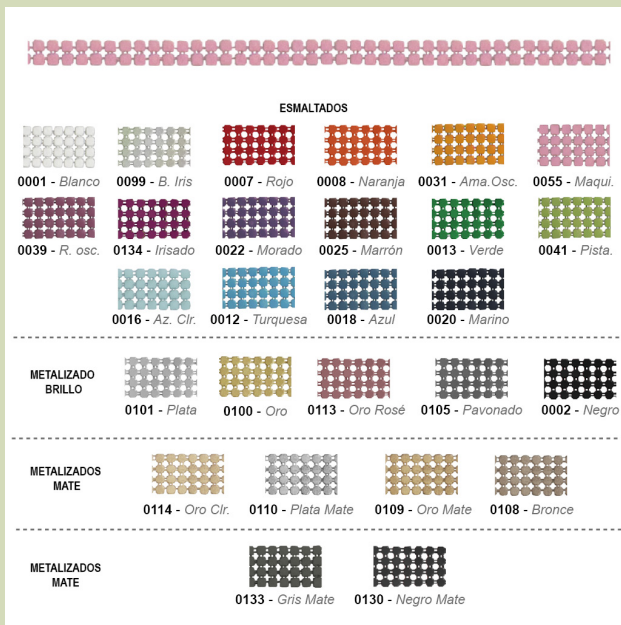 ESMALTADOS
0001 - Blanco 0099 - B. Iris 0007 - Rojo 0008 - Naranja 0031 - Ama.Osc. 0055 - Maqui.
0039 - R. osc. 0134 - Irisado 0022 - Morado 0025 - Marrón 0013 - Verde 0041 - Pista.
0016 - Az. Clr. 0012 - Turquesa 0018 - Azul 0020 - Marino
METALIZADO
BRILLO
0101 - Plata 0100 - Oro 0113 - Oro Rosé 0105 - Pavonado 0002 - Negro
METALIZADOS
MATE
0114 - Oro Clr. 0110 - Plata Mate 0109 - Oro Mate 0108 - Bronce
METALIZADOS
MATE
0133 - Gris Mate 0130 - Negro Mate